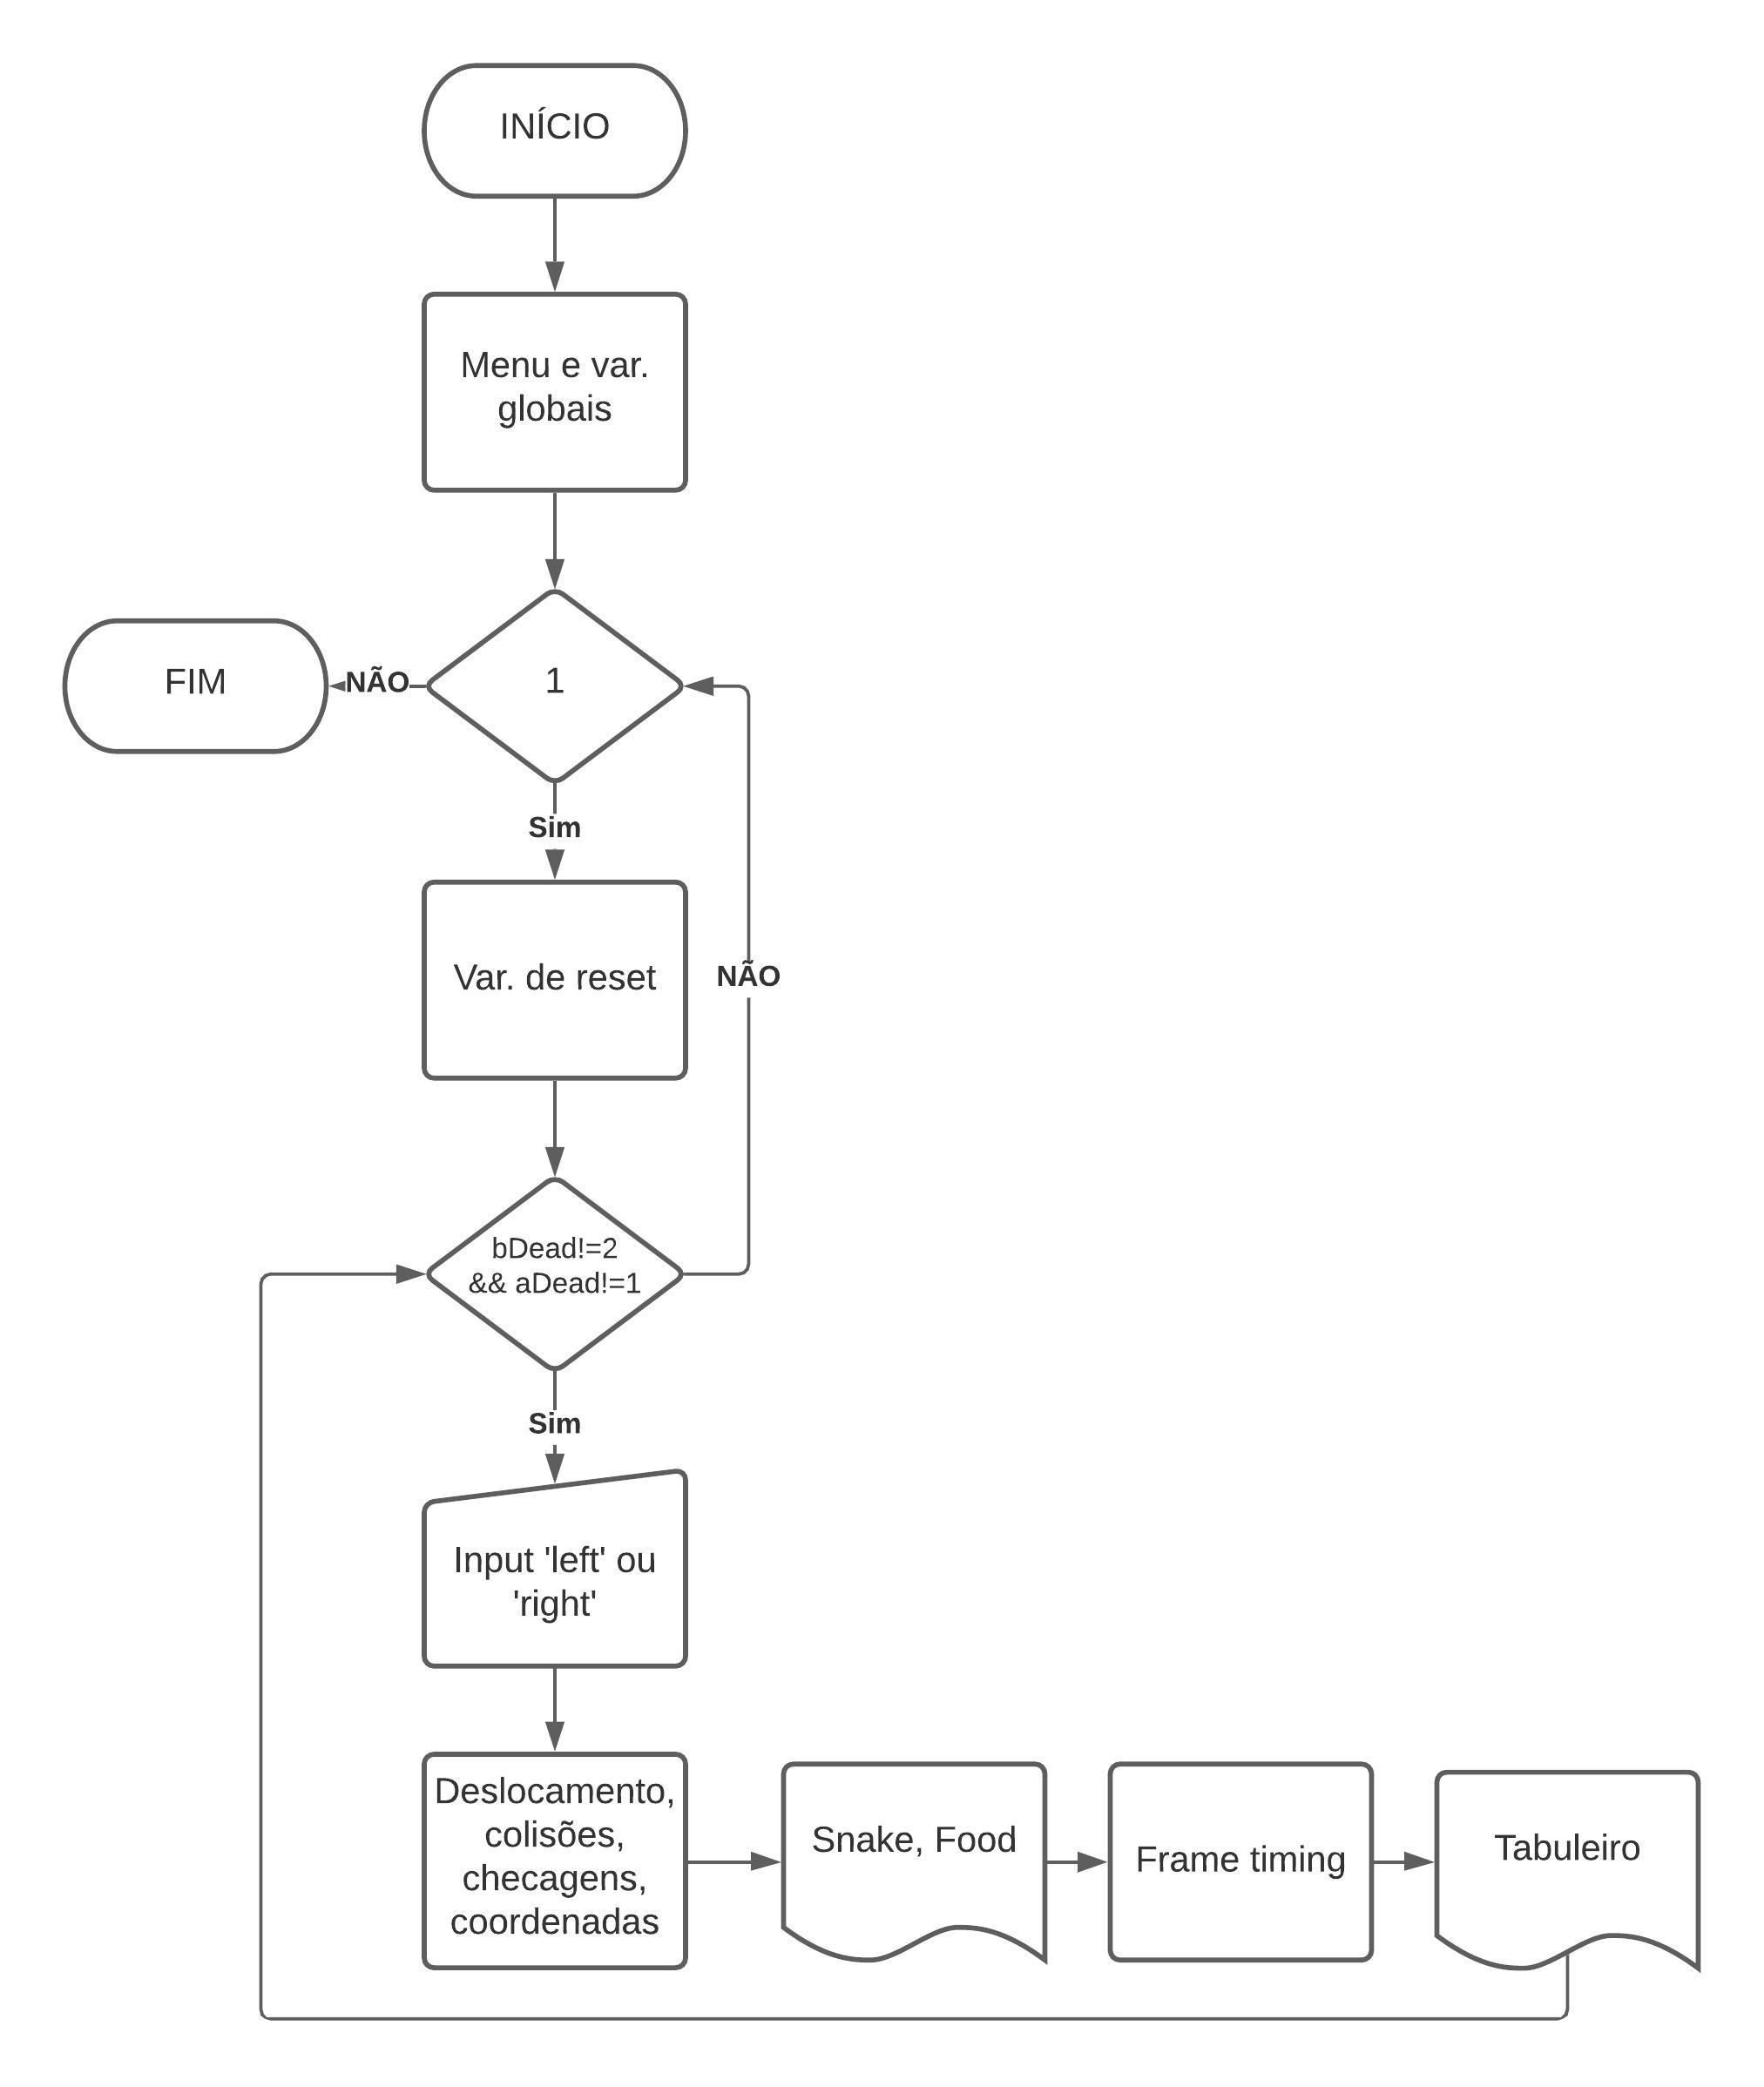 INÍCIO
Menu e var.
globais
FIM
NÃO
1
Sim
Var. de reset
NÃO
bDead!=2
&& aDead!=1
Sim
Input 'left' ou
'right'
Deslocamento,
colisões,
checagens,
coordenadas
Snake, Food
Frame timing
Tabuleiro